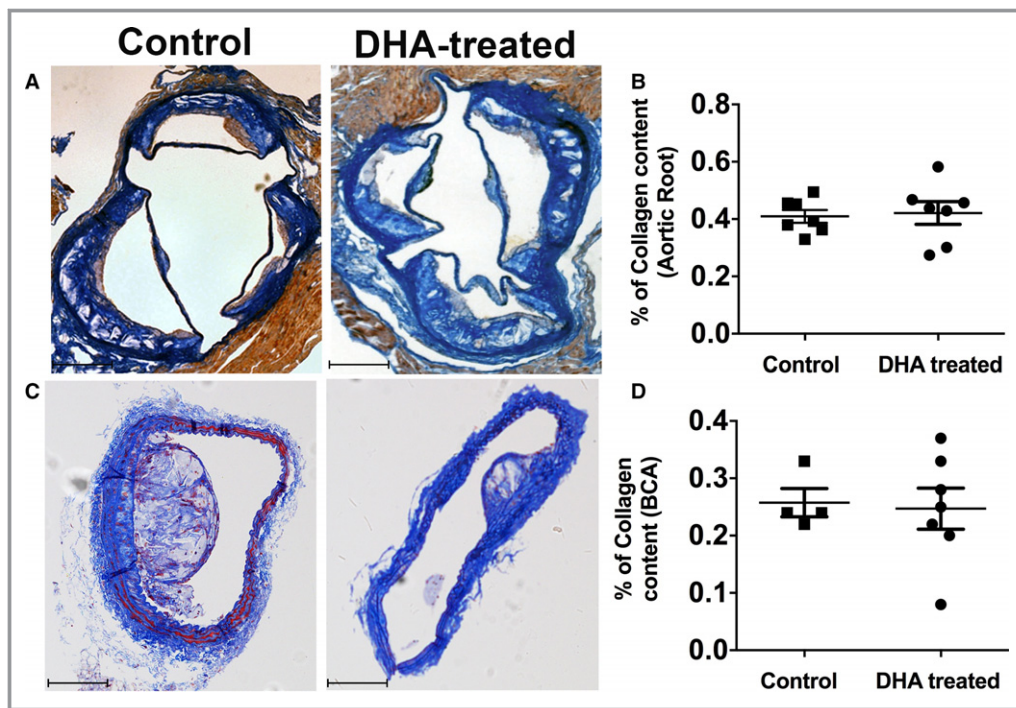 Control
DHA-treated
A
B
% of Collagen content
(Aortic Root)
0.8
0.6
0.4
0.2
0.0
Control
DHA treated
C
D
% of Collagen
content (BCA)
0.4
0.3
0.2
0.1
0.0
Control
DHA treated